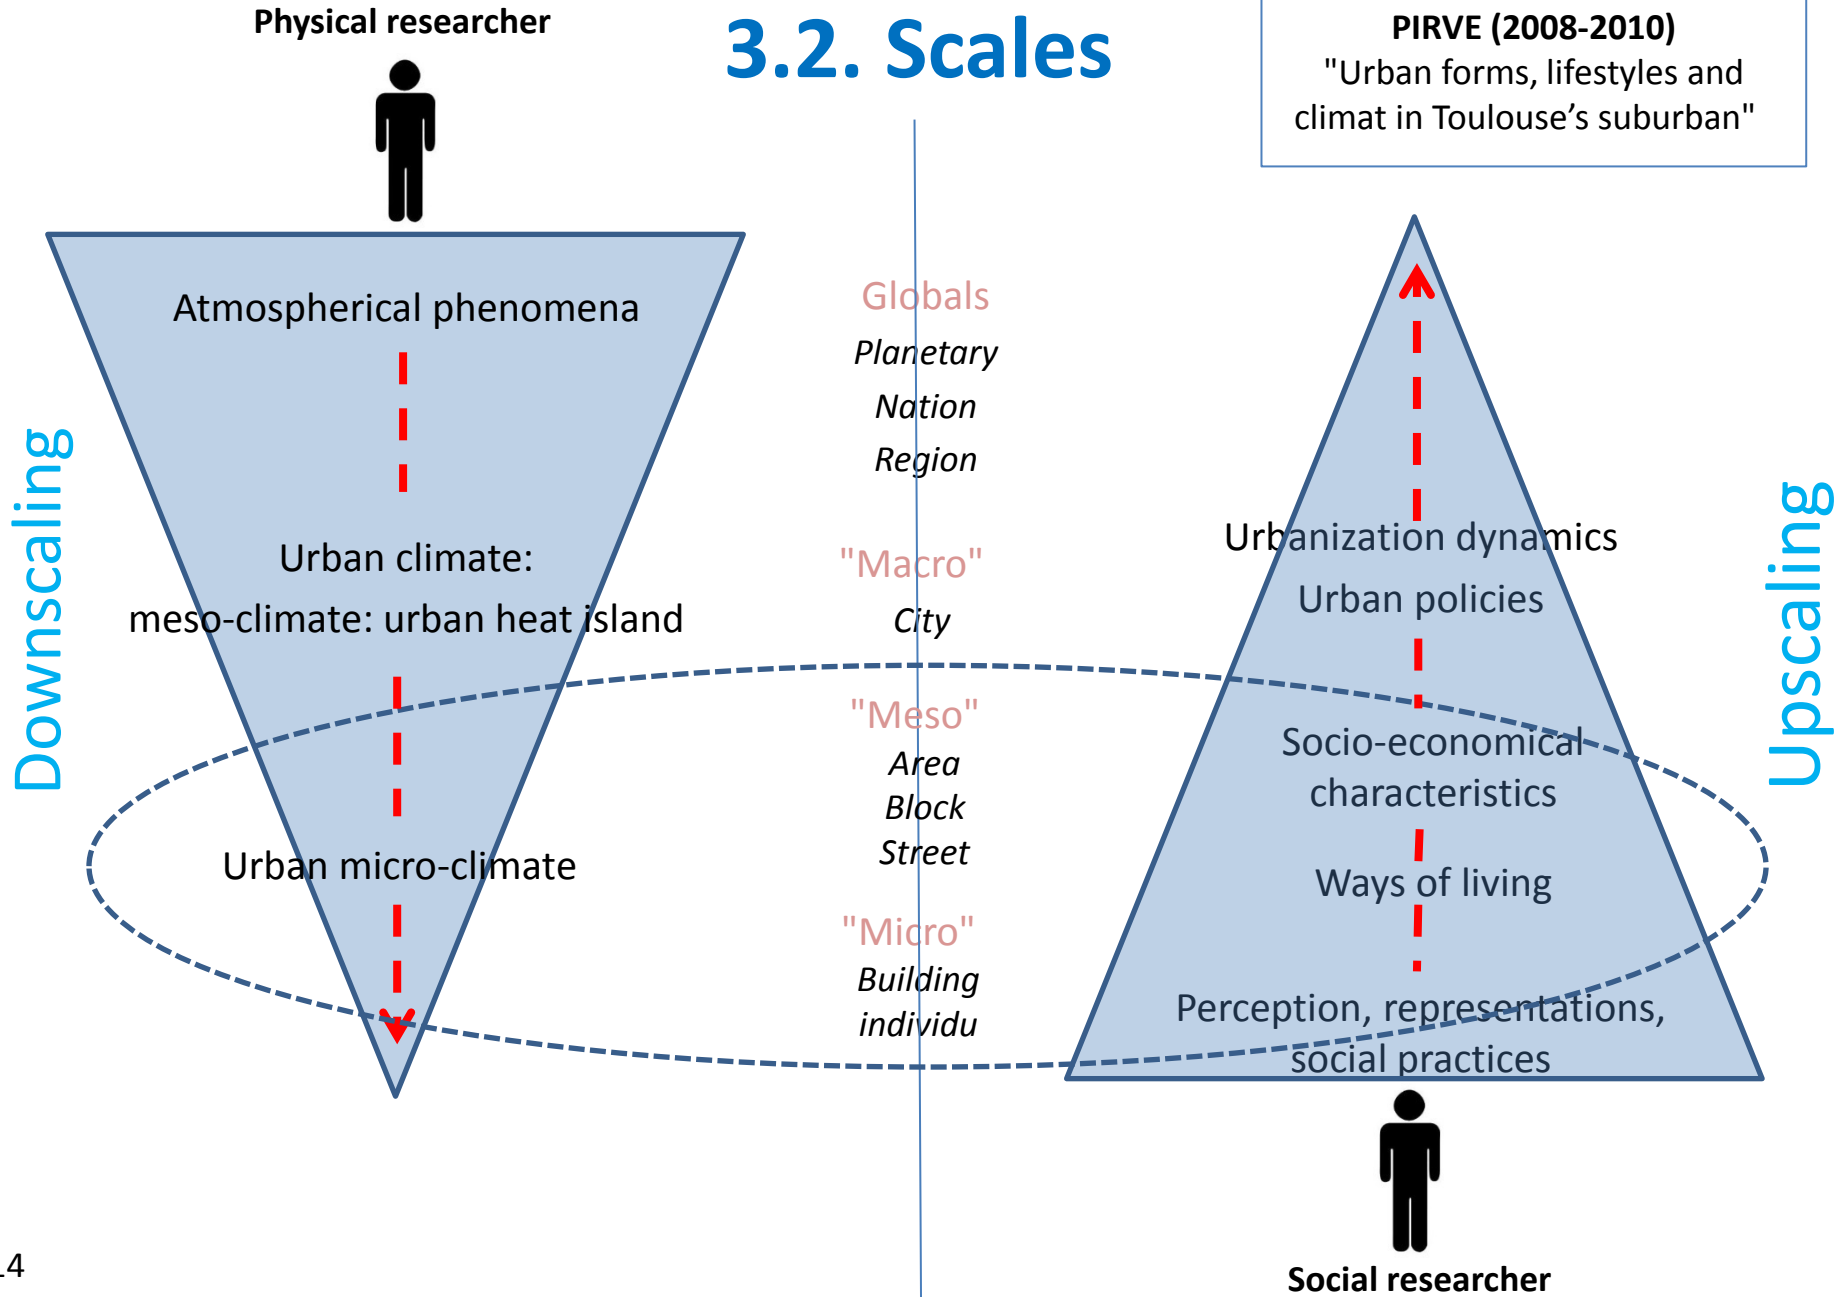 Physical researcher
3.2. Scales
PIRVE (2008-2010)
"Urban forms, lifestyles and
climat in Toulouse’s suburban"
Downscaling
Atmospherical phenomena
Urban climate:
meso-climate: urban heat island
Urban micro-climate
Globals
Planetary
Nation
Region
"Macro"
City
"Meso"
Area
Block
Street
"Micro"
Building
individu
Urbanization dynamics
Urban policies
Socio-economical
characteristics
Ways of living
Perception, representations,
social practices
Upscaling
Social researcher
14